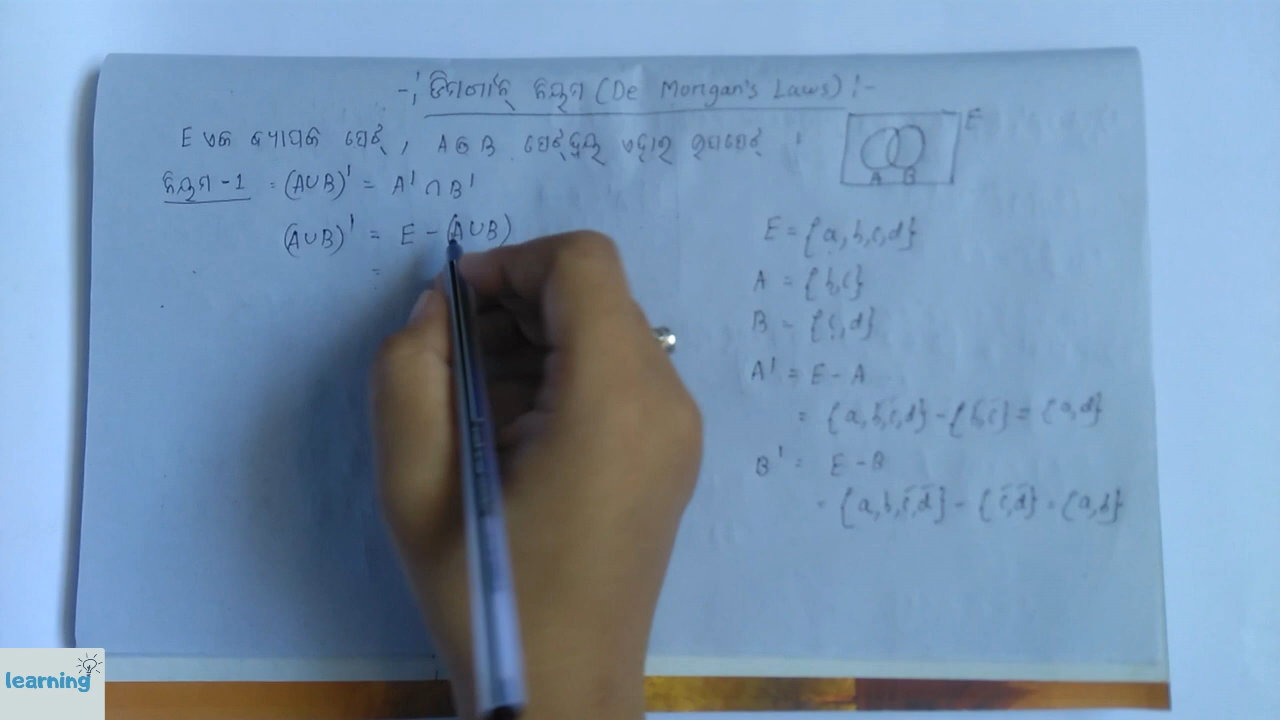 -: ଡିମର୍ଗାନ୍ ନିୟମ (De Morgan's Laws) :-
E ଏକ ବ୍ୟାପକ ସେଟ୍ , A ଓ B ସେଟ୍‌ଦ୍ୱୟ ଏହାର ଉପସେଟ୍ ।
E
A B
ନିୟମ -1 : (A∪B)' = A' ∩ B'
(A∪B)' = E - (A∪B)
=
E = {a, b, c, d}
A = {b, c}
B = {c, d}
A' = E - A
= {a, b, c, d} - {b, c} = {a, d}
B' = E - B
= {a, b, c, d} - {c, d} = {a, b}
learning